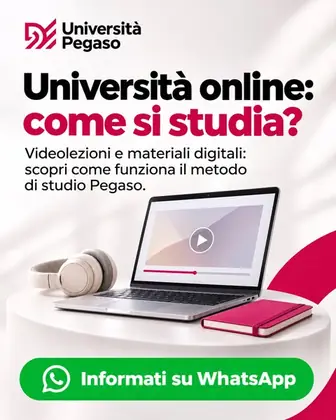 Università
Pegaso
Università online:
come si studia?
Videolezioni e materiali digitali:
scopri come funziona il metodo
di studio Pegaso.
Informati su WhatsApp